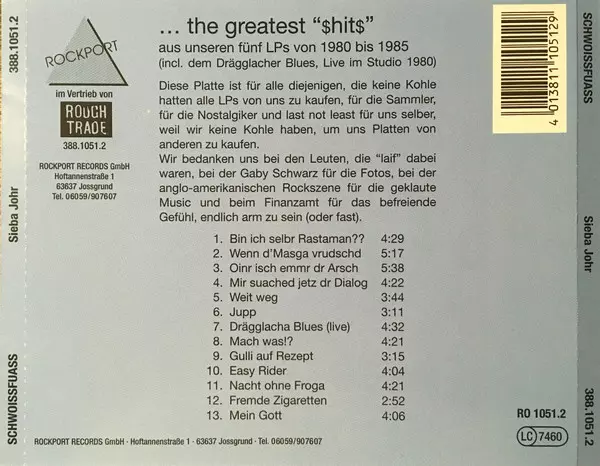 388.1051.2
Sieba Johr
SCHWOISSFUASS
ROCKPORT
im Vertrieb von
ROUGH
TRADE
388.1051.2
ROCKPORT RECORDS GmbH
Hoftannenstraße 1
63637 Jossgrund
Tel. 06059/907607
... the greatest “$hit$”
aus unseren fünf LPs von 1980 bis 1985
(incl. dem Drägglacher Blues, Live im Studio 1980)
Diese Platte ist für alle diejenigen, die keine Kohle
hatten alle LPs von uns zu kaufen, für die Sammler,
für die Nostalgiker und last not least für uns selber,
weil wir keine Kohle haben, um uns Platten von
anderen zu kaufen.
Wir bedanken uns bei den Leuten, die “laif” dabei
waren, bei der Gaby Schwarz für die Fotos, bei der
anglo-amerikanischen Rockszene für die geklaute
Music und beim Finanzamt für das befreiende
Gefühl, endlich arm zu sein (oder fast).
1. Bin ich selbr Rastaman?? 4:29
2. Wenn d’Masga vrudschd 5:17
3. Oinr isch emmr dr Arsch 5:38
4. Mir suached jetz dr Dialog 4:22
5. Weit weg 3:44
6. Jupp 3:11
7. Drägglacha Blues (live) 4:32
8. Mach was!? 4:21
9. Gulli auf Rezept 3:15
10. Easy Rider 4:04
11. Nacht ohne Froga 4:21
12. Fremde Zigaretten 2:52
13. Mein Gott 4:06
ROCKPORT RECORDS GmbH · Hoftannenstraße 1 · 63637 Jossgrund · Tel. 06059/907607
4 013811 105129
RO 1051.2
LC 7460
SCHWOISSFUASS
Sieba Johr
388.1051.2